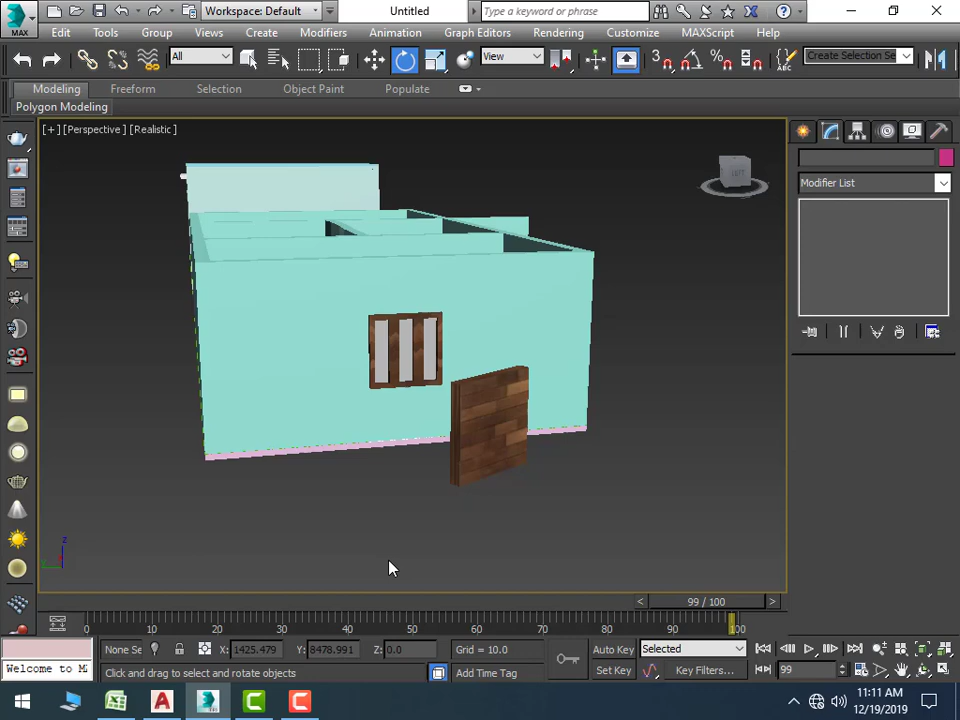 MAX
Workspace: Default
Untitled
Type a keyword or phrase
Edit Tools Group Views Create Modifiers Animation Graph Editors Rendering Customize MAXScript Help
All
View
3
Create Selection Se
Modeling Freeform Selection Object Paint Populate
Polygon Modeling
[+] [Perspective] [Realistic]
LEFT
Modifier List
z
99 / 100
0 10 20 30 40 50 60 70 80 90 100
None Se
X: 1425.479 Y: 8478.991 Z: 0.0
Grid = 10.0
Auto Key
Selected
Welcome to M
Click and drag to select and rotate objects
Add Time Tag
Set Key
Key Filters...
99
11:11 AM
12/19/2019